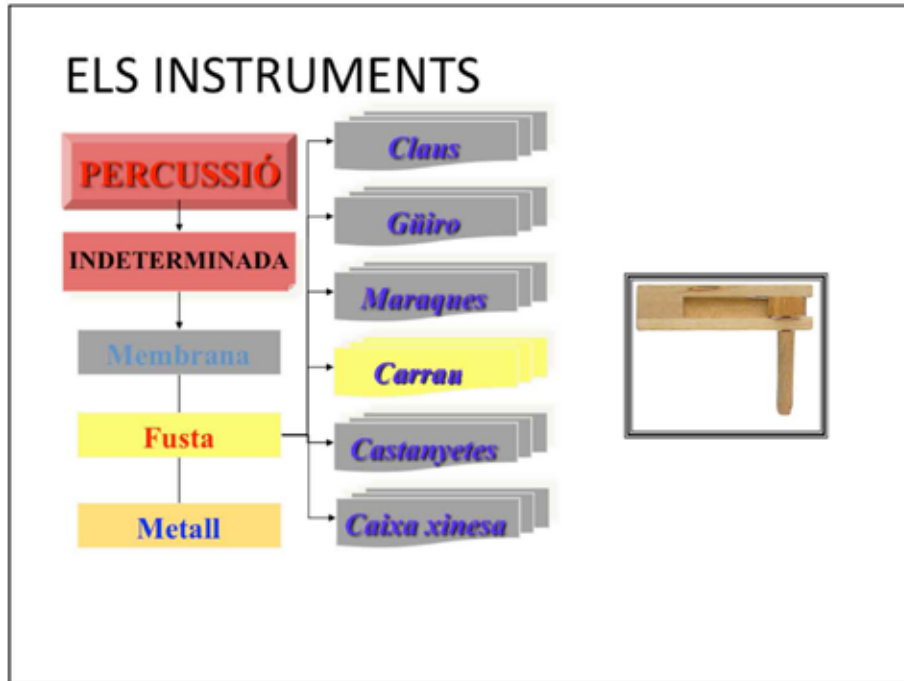 ELS INSTRUMENTS
PERCUSSIÓ
INDETERMINADA
Membrana
Fusta
Metall
Claus
Güiro
Maraques
Carrau
Castanyetes
Caixa xinesa